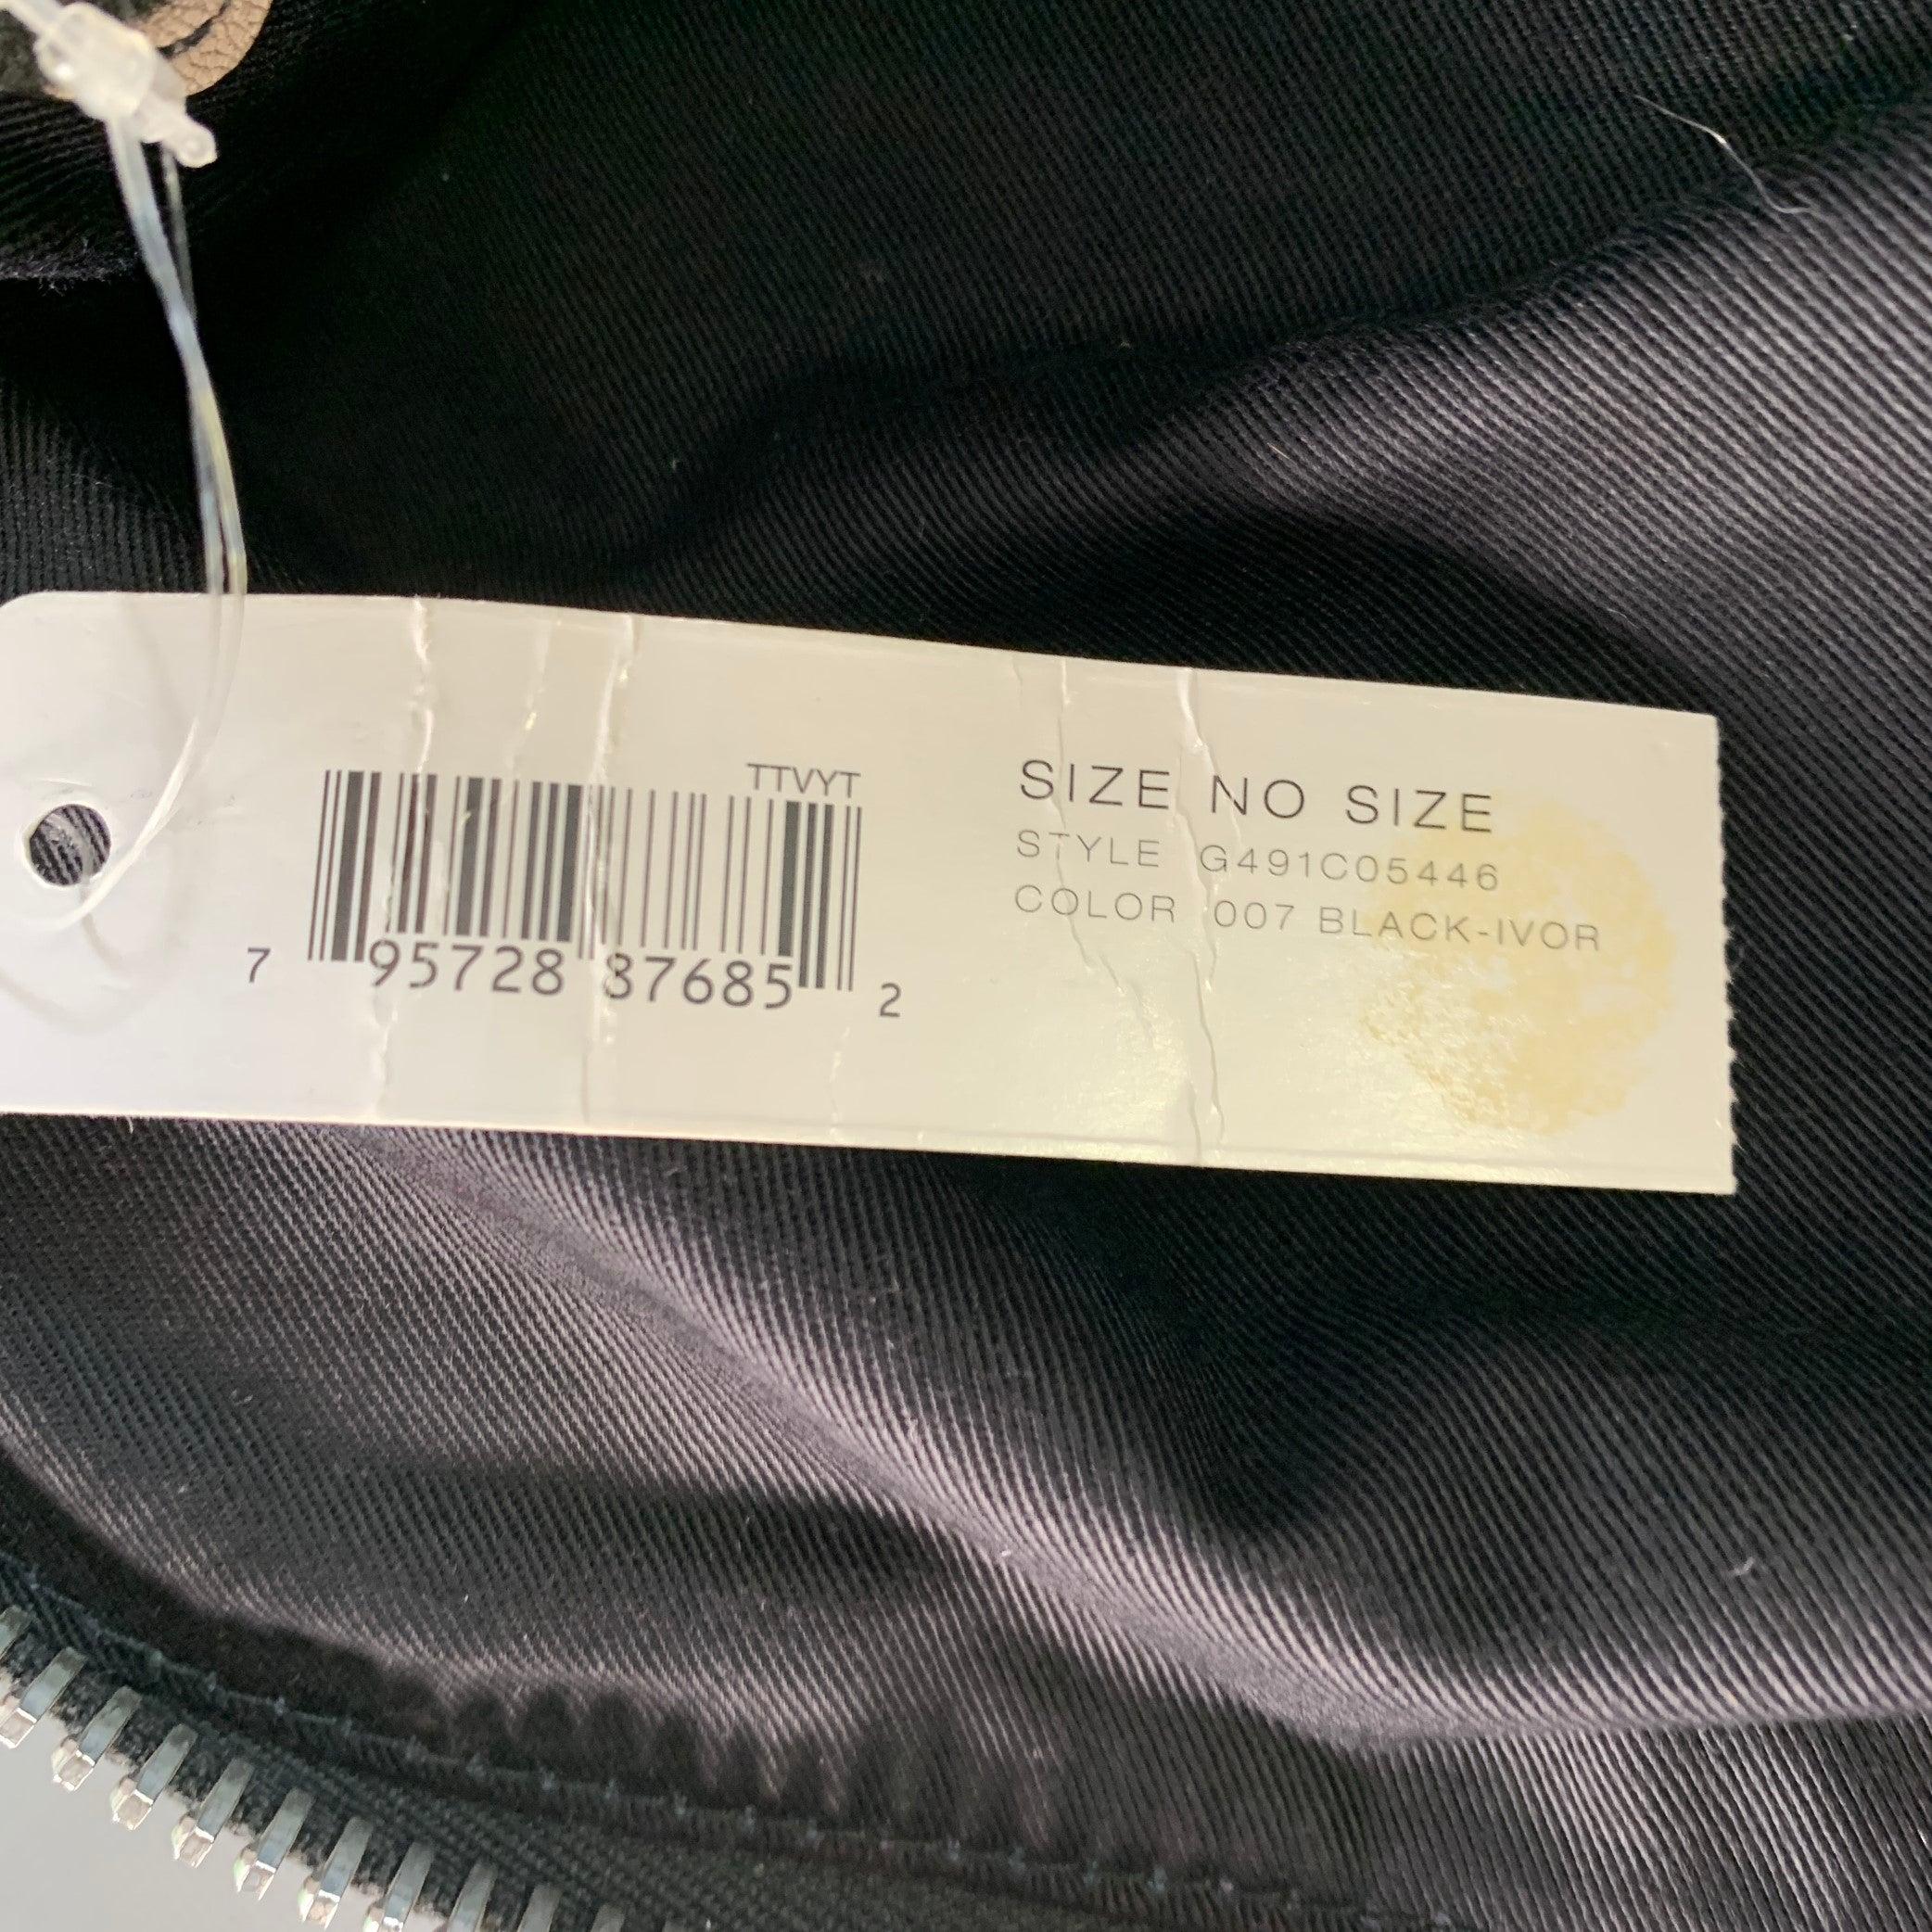 TTVYT
7 95728 87685 2
SIZE NO SIZE
STYLE G491C05446
COLOR 007 BLACK-IVOR